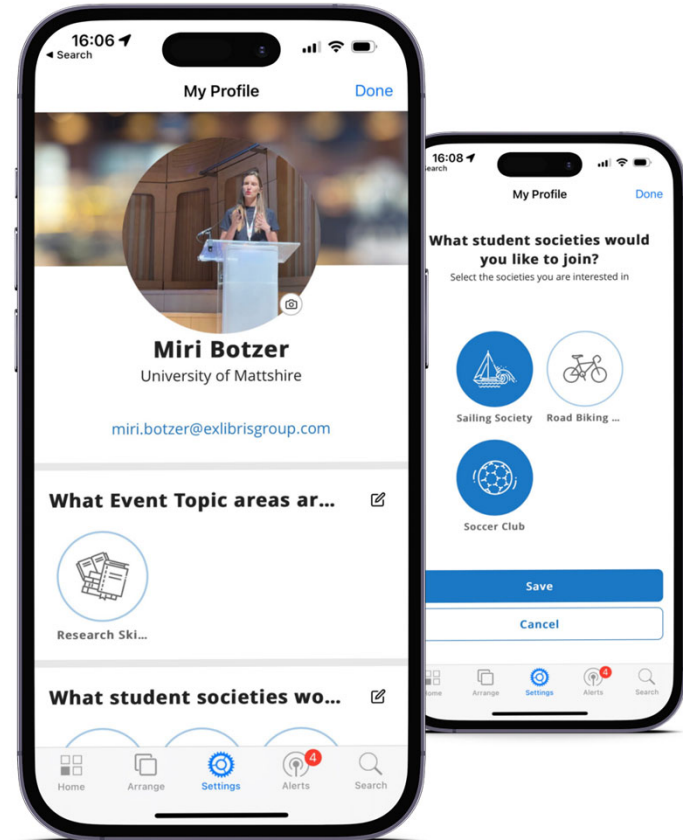 16:06
◀ Search
My Profile
Done
Miri Botzer
University of Mattshire
miri.botzer@exlibrisgroup.com
What Event Topic areas ar...
Research Ski...
What student societies wo...
Home
Arrange
Settings
4
Alerts
Search
16:08
earch
My Profile
Done
What student societies would
you like to join?
Select the societies you are interested in
Sailing Society
Road Biking ...
Soccer Club
Save
Cancel
ome
Arrange
Settings
4
Alerts
Search